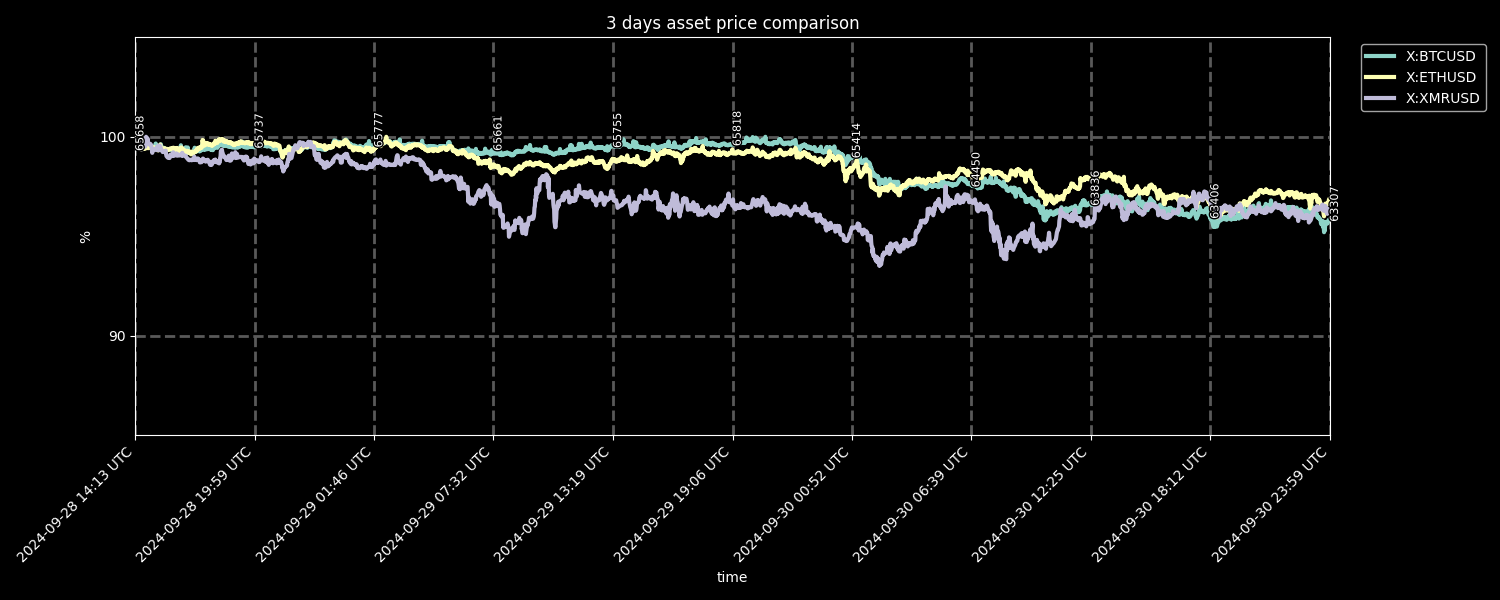 3 days asset price comparison
X:BTCUSD
X:ETHUSD
X:XMRUSD
100
90
%
65658
65737
65777
65661
65755
65818
65414
64450
63836
63406
63307
2024-09-28 14:13 UTC
2024-09-28 19:59 UTC
2024-09-29 01:46 UTC
2024-09-29 07:32 UTC
2024-09-29 13:19 UTC
2024-09-29 19:06 UTC
2024-09-30 00:52 UTC
2024-09-30 06:39 UTC
2024-09-30 12:25 UTC
2024-09-30 18:12 UTC
2024-09-30 23:59 UTC
time